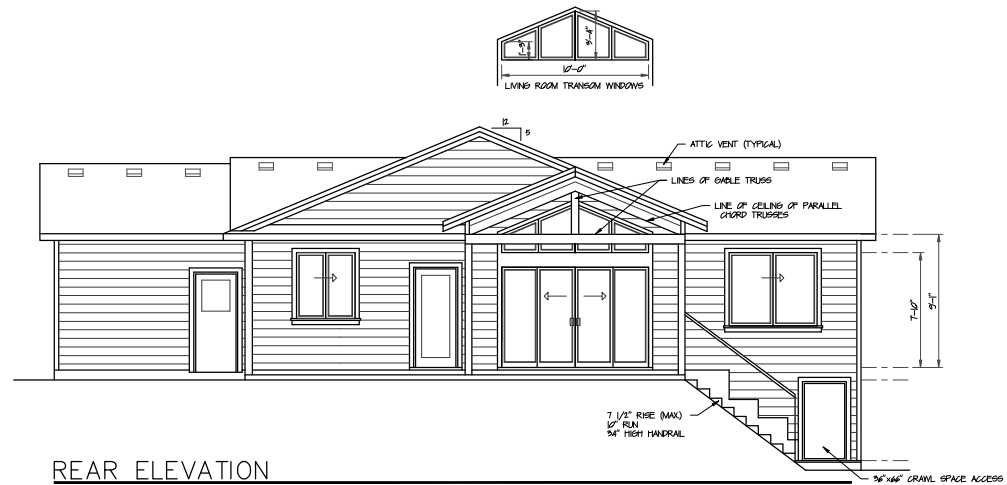 1'-3"
3'-8"
10'-0"
LIVING ROOM TRANSOM WINDOWS
12
5
ATTIC VENT (TYPICAL)
LINES OF GABLE TRUSS
LINE OF CEILING OF PARALLEL
CHORD TRUSSES
7'-10"
9'-1"
7 1/2" RISE (MAX.)
10" RUN
34" HIGH HANDRAIL
36"x66" CRAWL SPACE ACCESS
REAR ELEVATION